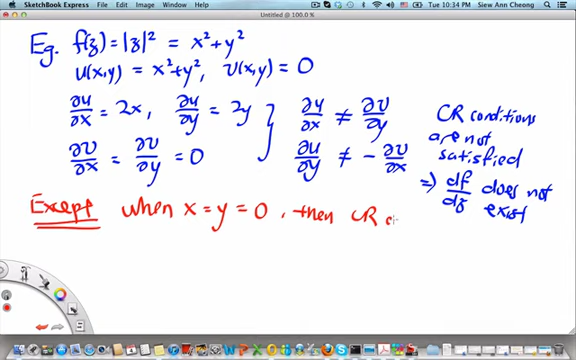 SketchBook Express File Edit Image Window Help Tue 10:34 PM Siew Ann Cheong
Untitled @ 100.0 %
Eg. f(z) = |z|² = x² + y²
u(x,y) = x² + y², v(x,y) = 0
∂u/∂x = 2x, ∂u/∂y = 2y
∂v/∂x = ∂v/∂y = 0
∂u/∂x ≠ ∂v/∂y
∂u/∂y ≠ - ∂v/∂x
CR conditions
are not
satisfied
=> df/dz does not
exist
Except when x = y = 0, then CR c